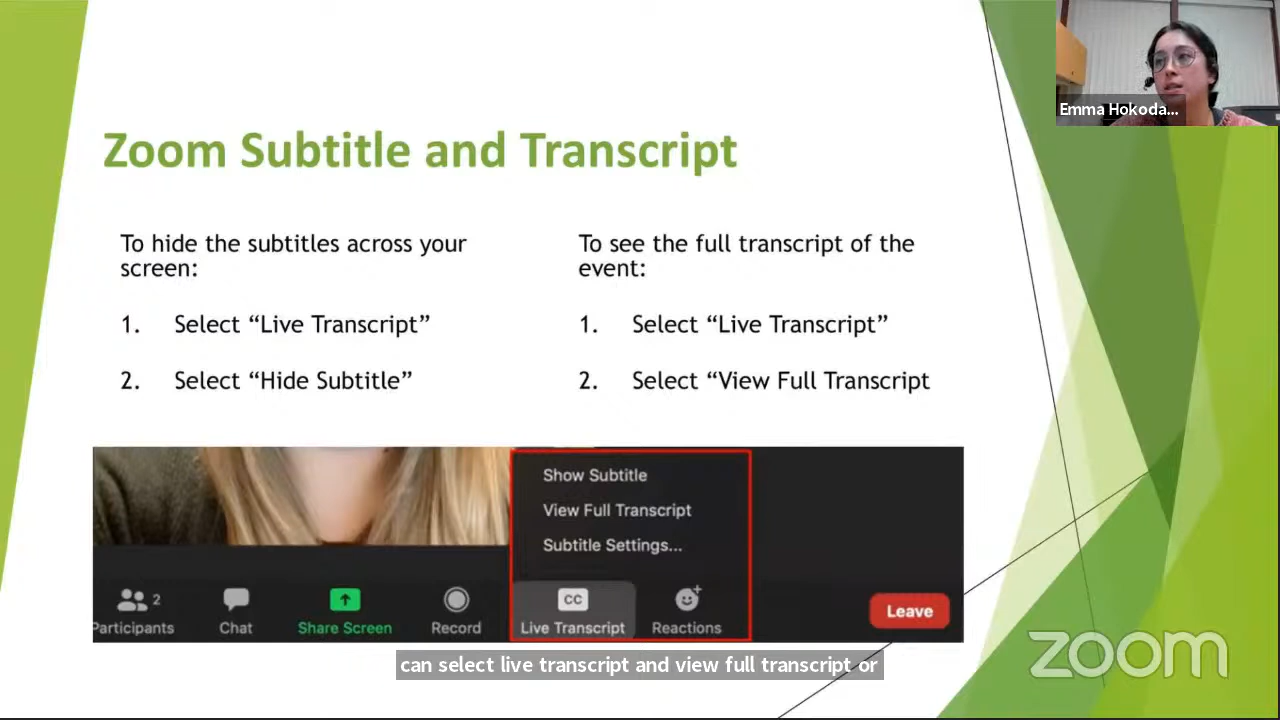 Emma Hokoda...
Zoom Subtitle and Transcript
To hide the subtitles across your
screen:
1. Select “Live Transcript”
2. Select “Hide Subtitle”
To see the full transcript of the
event:
1. Select “Live Transcript”
2. Select “View Full Transcript
Show Subtitle
View Full Transcript
Subtitle Settings...
2
Participants
Chat
Share Screen
Record
CC
Live Transcript
Reactions
Leave
can select live transcript and view full transcript or
zoom